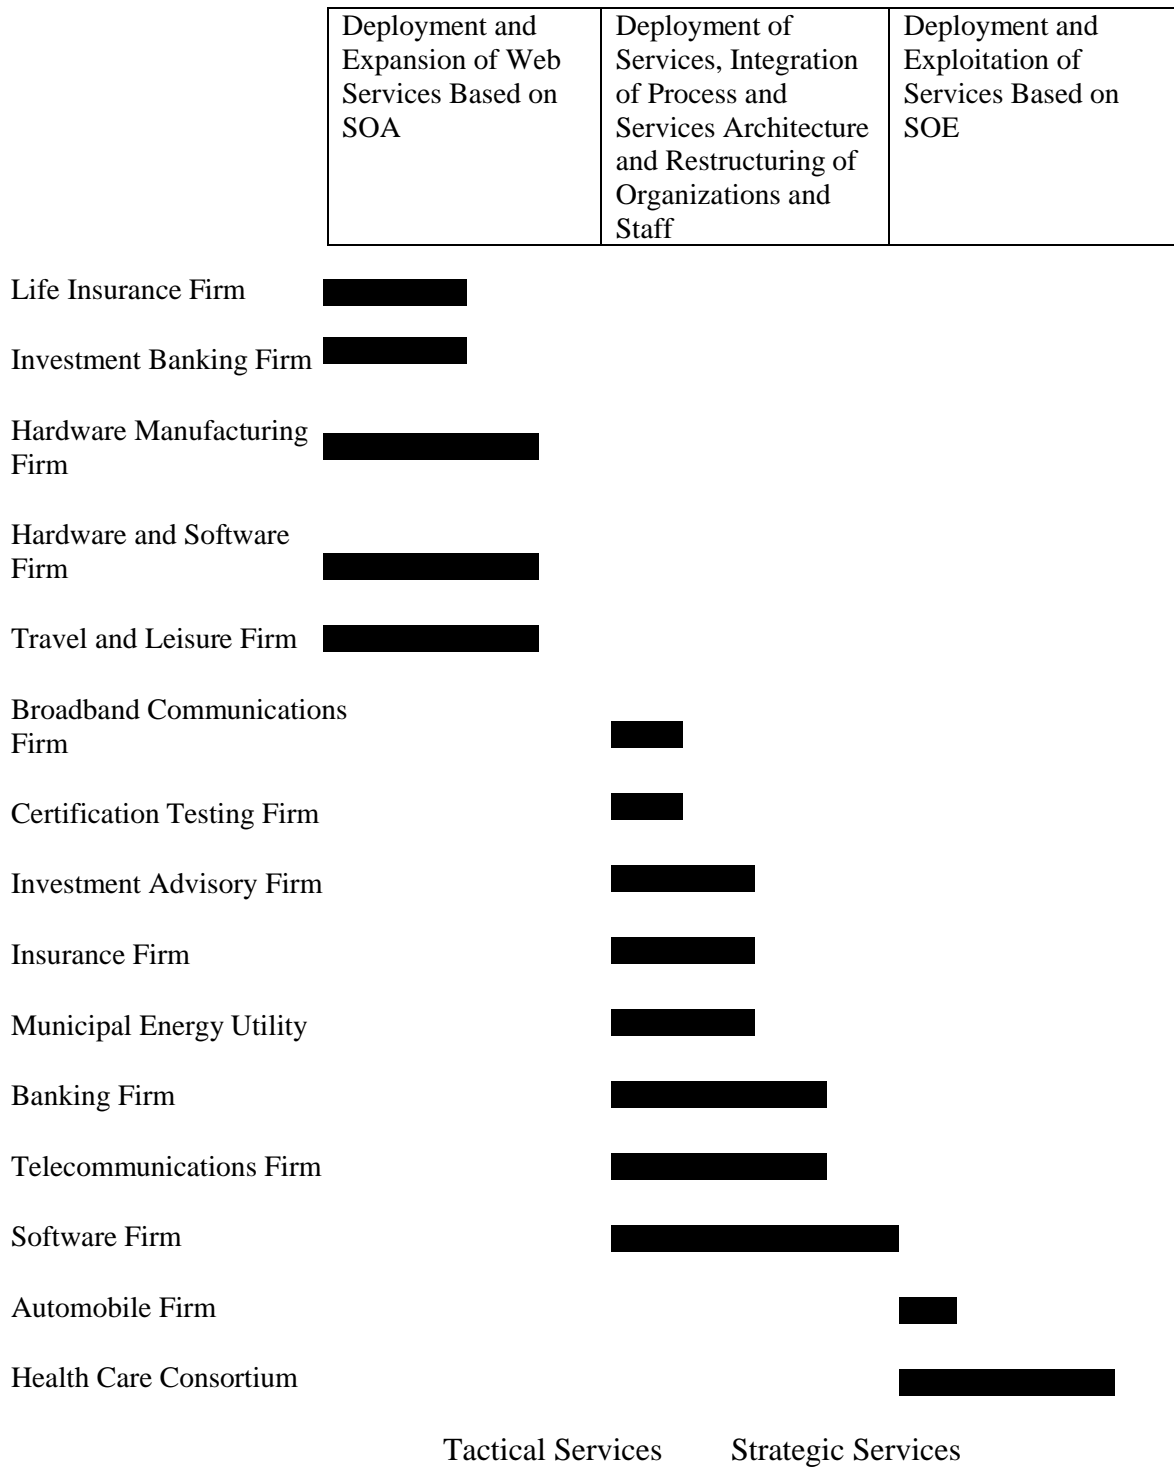 Deployment and
Expansion of Web
Services Based on
SOA
Deployment of
Services, Integration
of Process and
Services Architecture
and Restructuring of
Organizations and
Staff
Deployment and
Exploitation of
Services Based on
SOE
Life Insurance Firm
Investment Banking Firm
Hardware Manufacturing
Firm
Hardware and Software
Firm
Travel and Leisure Firm
Broadband Communications
Firm
Certification Testing Firm
Investment Advisory Firm
Insurance Firm
Municipal Energy Utility
Banking Firm
Telecommunications Firm
Software Firm
Automobile Firm
Health Care Consortium
Tactical Services Strategic Services